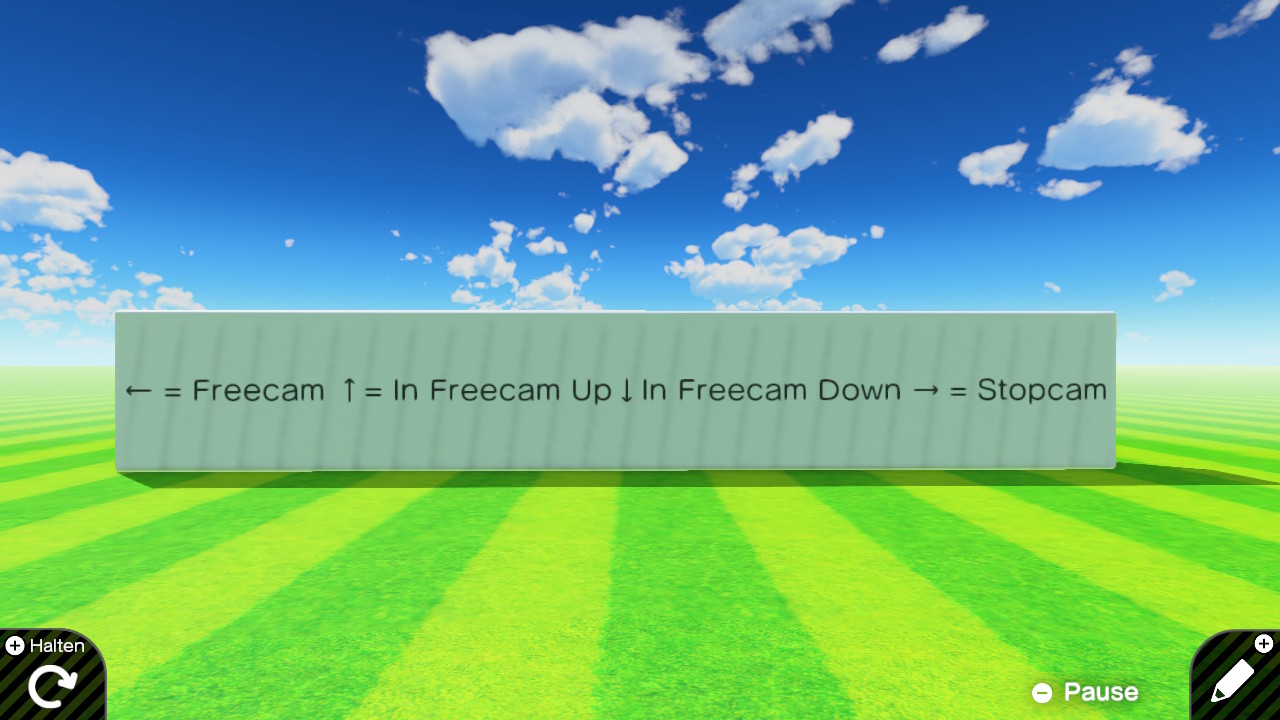 ← = Freecam ↑ = In Freecam Up ↓ In Freecam Down → = Stopcam
Halten
Pause